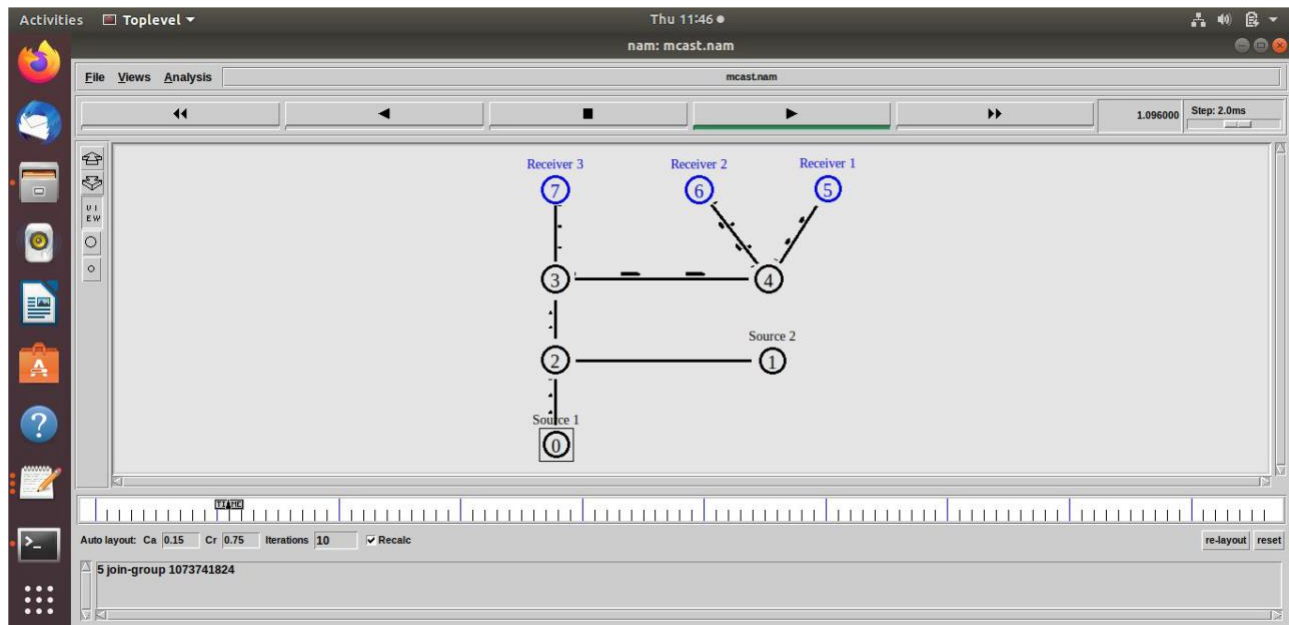 Activities Toplevel Thu 11:46
nam: mcast.nam
File Views Analysis mcast.nam
1.096000 Step: 2.0ms
VIEW
Receiver 3 Receiver 2 Receiver 1
7 6 5
3 4
Source 2
2 1
Source 1
0
TIME
Auto layout: Ca 0.15 Cr 0.75 Iterations 10 Recalc re-layout reset
5 join-group 1073741824